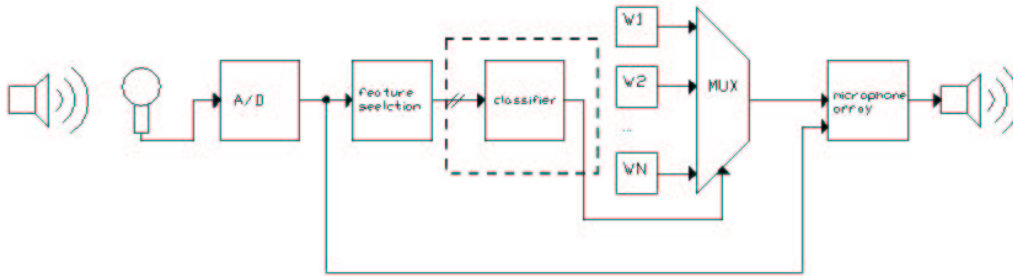 A/D
feature
seelction
classifier
W1
W2
...
WN
MUX
microphone
array